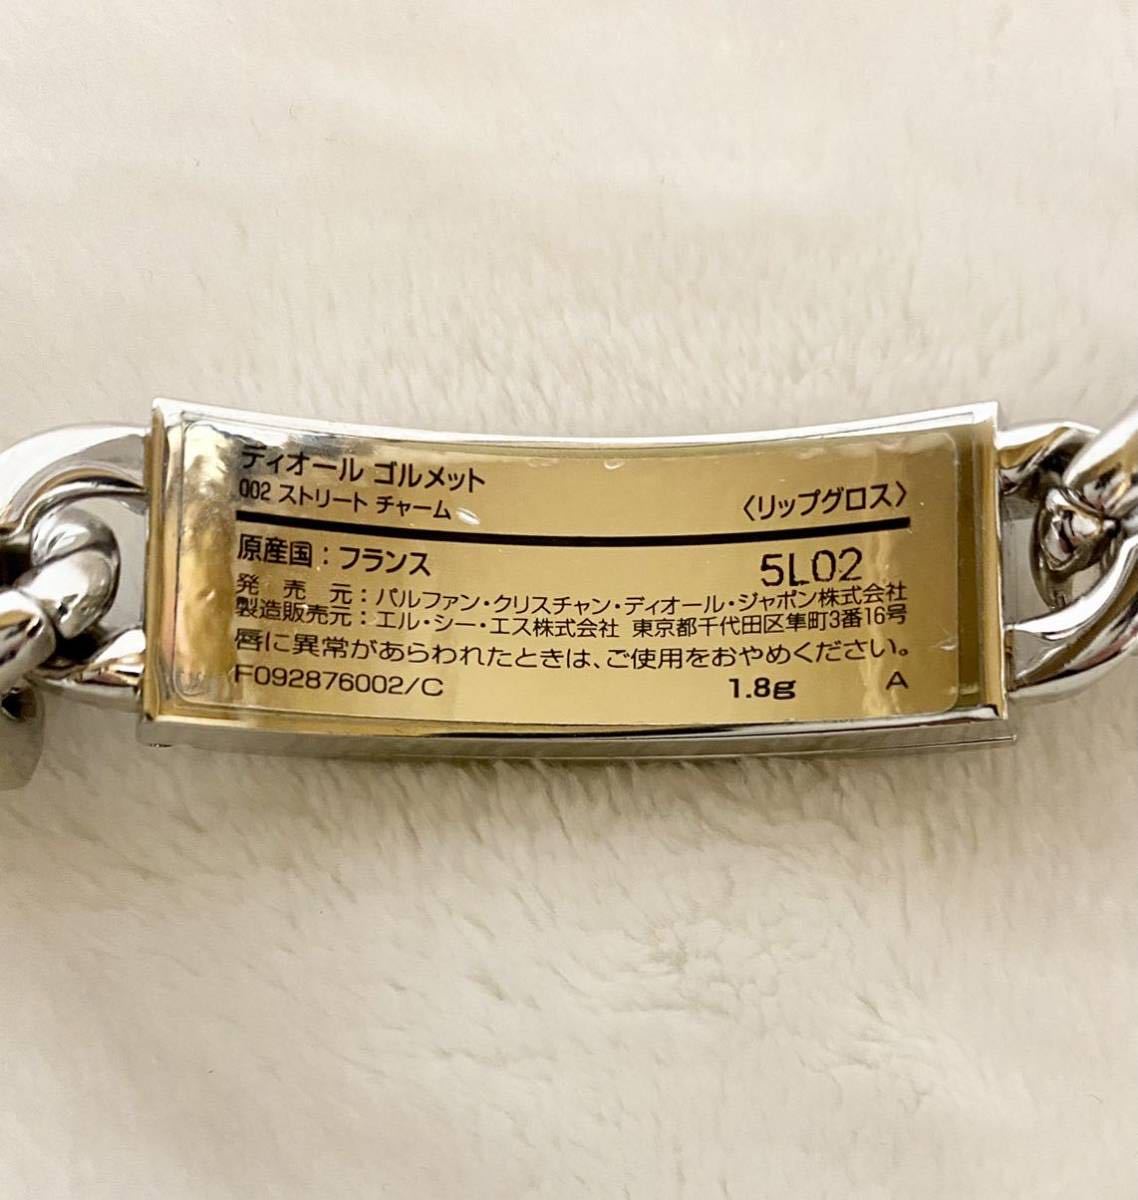 ディオール ゴルメット
002 ストリート チャーム 〈リップグロス〉
原産国：フランス 5L02
発売元：パルファン・クリスチャン・ディオール・ジャポン株式会社
製造販売元：エル・シー・エス株式会社 東京都千代田区隼町3番16号
唇に異常があらわれたときは、ご使用をおやめください。
F092876002/C 1.8g A